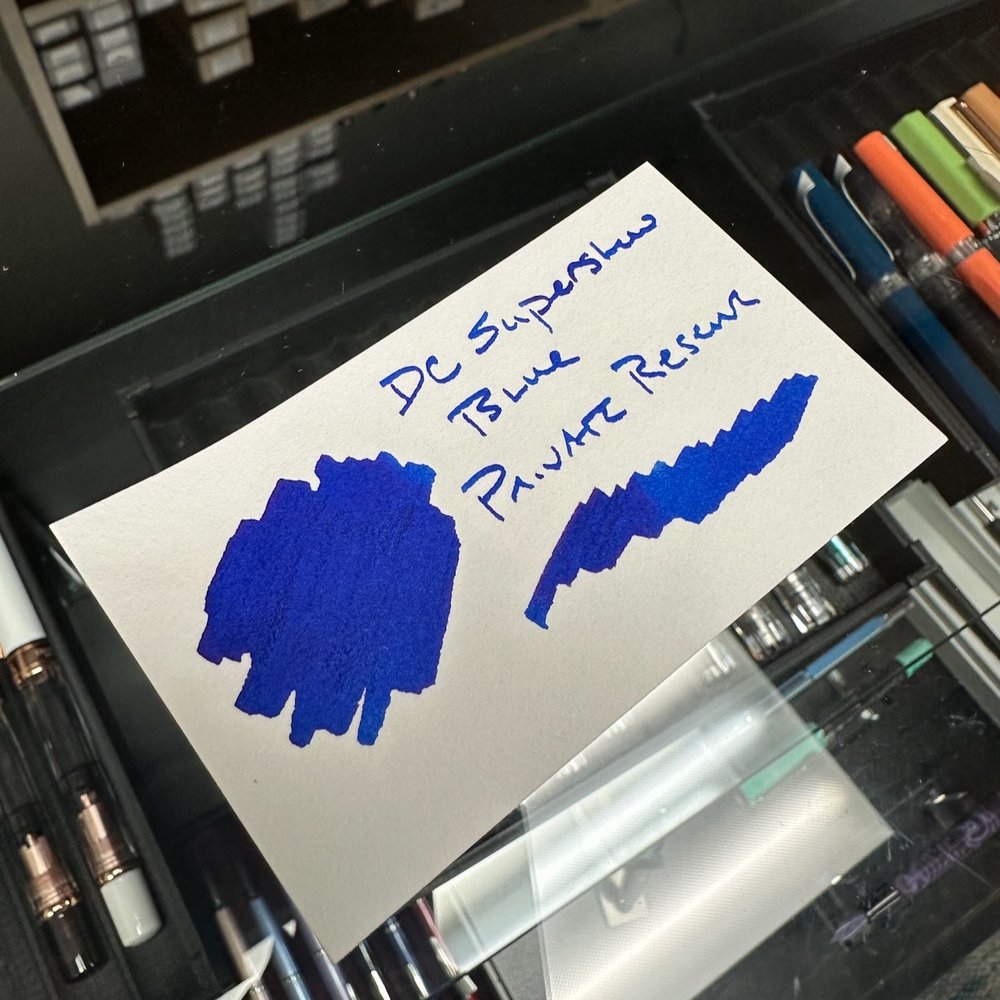 DC Supershow
Blue
Private Reserve